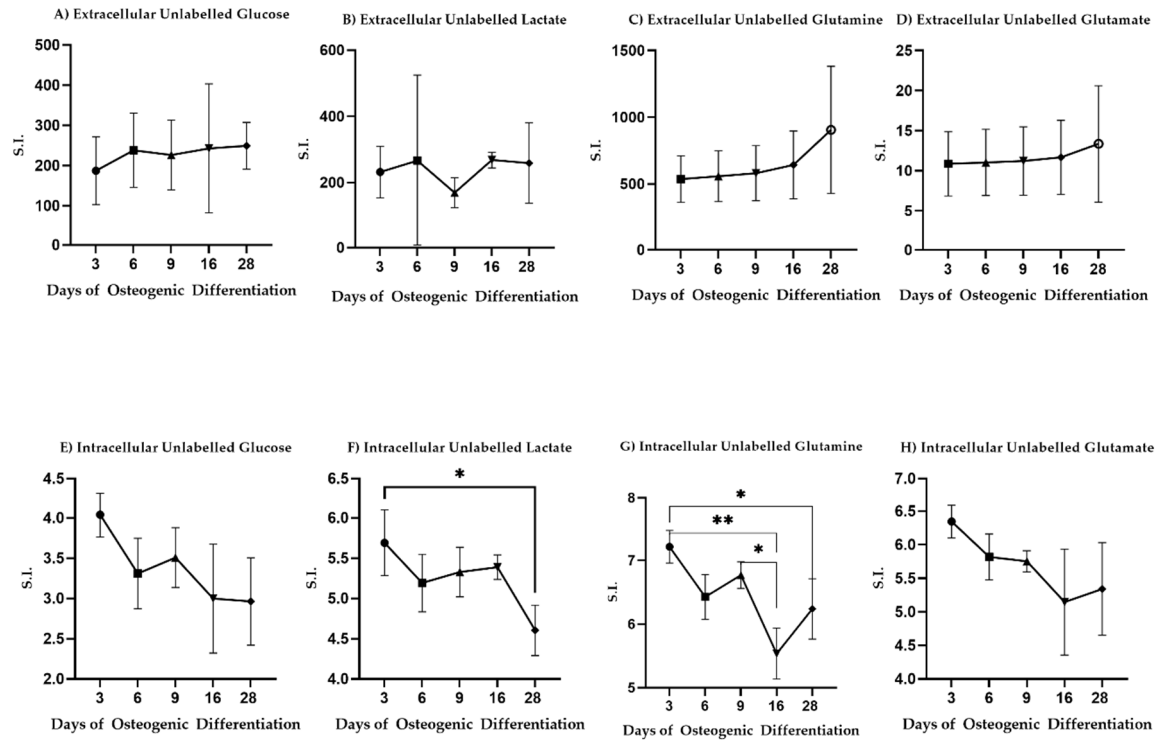 A) Extracellular Unlabelled Glucose
500
400
300
200
100
0
S.I.
3 6 9 16 28
Days of Osteogenic Differentiation
B) Extracellular Unlabelled Lactate
600
400
200
0
S.I.
3 6 9 16 28
Days of Osteogenic Differentiation
C) Extracellular Unlabelled Glutamine
1500
1000
500
0
S.I.
3 6 9 16 28
Days of Osteogenic Differentiation
D) Extracellular Unlabelled Glutamate
25
20
15
10
5
0
S.I.
3 6 9 16 28
Days of Osteogenic Differentiation
E) Intracellular Unlabelled Glucose
4.5
4.0
3.5
3.0
2.5
2.0
S.I.
3 6 9 16 28
Days of Osteogenic Differentiation
F) Intracellular Unlabelled Lactate
6.5
6.0
5.5
5.0
4.5
4.0
S.I.
*
3 6 9 16 28
Days of Osteogenic Differentiation
G) Intracellular Unlabelled Glutamine
8
7
6
5
S.I.
*
**
*
3 6 9 16 28
Days of Osteogenic Differentiation
H) Intracellular Unlabelled Glutamate
7.0
6.5
6.0
5.5
5.0
4.5
4.0
S.I.
3 6 9 16 28
Days of Osteogenic Differentiation